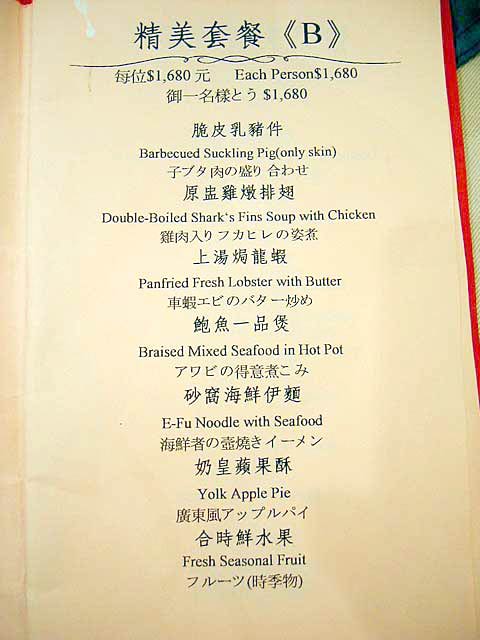 精美套餐《B》
每位$1,680 元 Each Person$1,680
御一名樣とう $1,680
脆皮乳豬件
Barbecued Suckling Pig(only skin)
子ブタ肉の盛り合わせ
原盅雞燉排翅
Double-Boiled Shark's Fins Soup with Chicken
雞肉入りフカヒレの姿煮
上湯焗龍蝦
Panfried Fresh Lobster with Butter
車蝦エビのバター炒め
鮑魚一品煲
Braised Mixed Seafood in Hot Pot
アワビの得意煮こみ
砂窩海鮮伊麵
E-Fu Noodle with Seafood
海鮮者の壺燒きイーメン
奶皇蘋果酥
Yolk Apple Pie
廣東風アップルパイ
合時鮮水果
Fresh Seasonal Fruit
フルーツ(時季物)